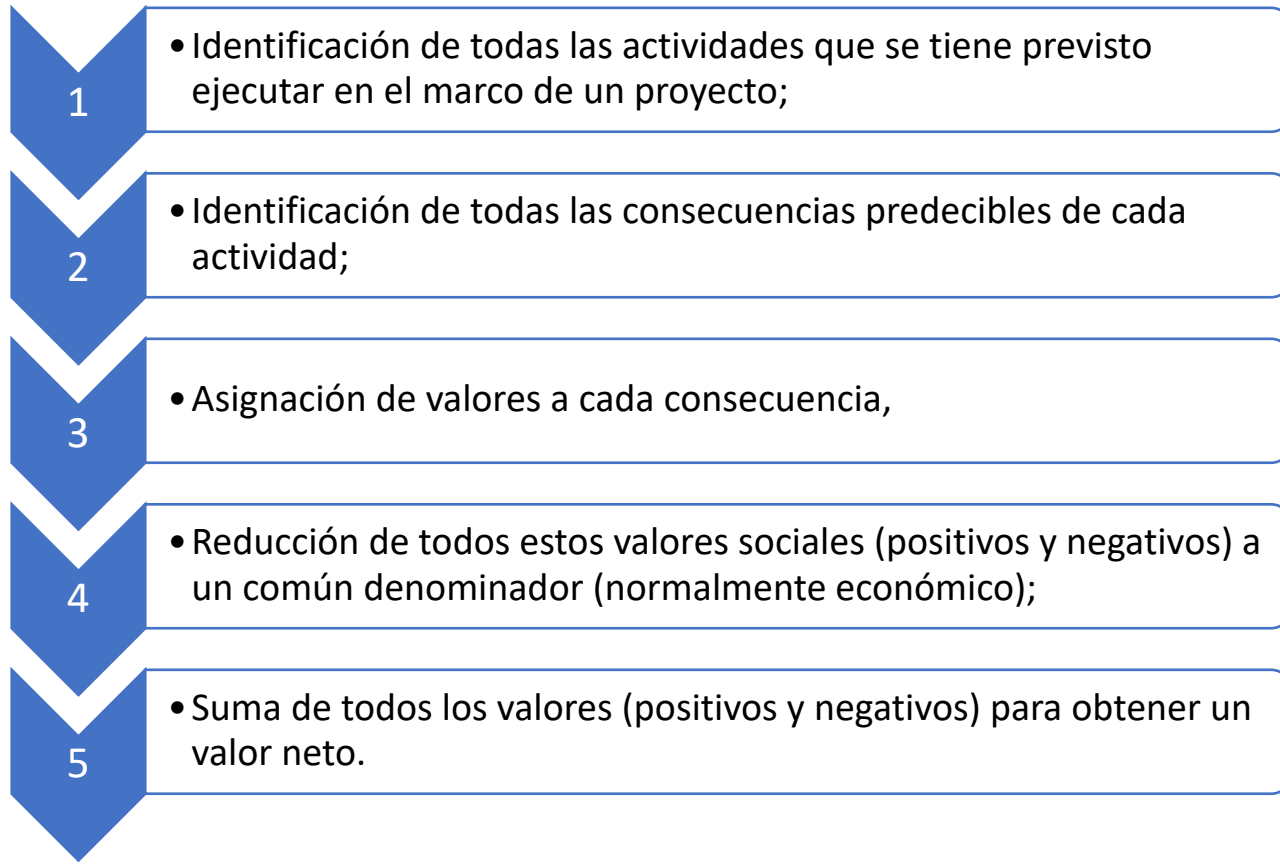 1
• Identificación de todas las actividades que se tiene previsto
ejecutar en el marco de un proyecto;
2
• Identificación de todas las consecuencias predecibles de cada
actividad;
3
• Asignación de valores a cada consecuencia,
4
• Reducción de todos estos valores sociales (positivos y negativos) a
un común denominador (normalmente económico);
5
• Suma de todos los valores (positivos y negativos) para obtener un
valor neto.